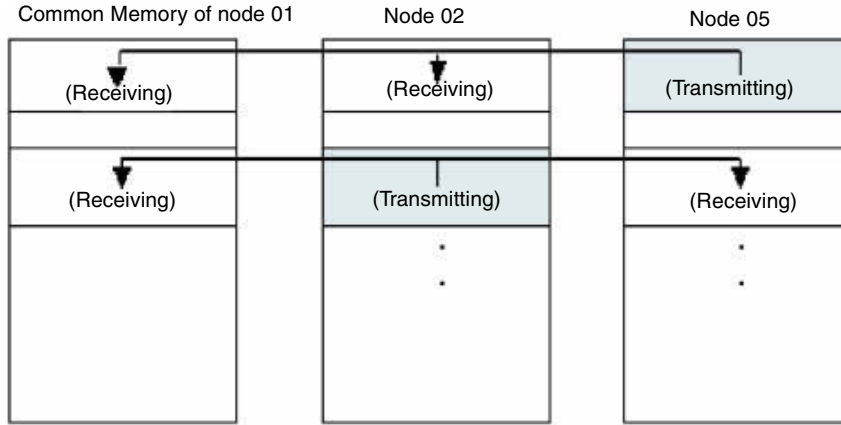 Common Memory of node 01
Node 02
Node 05
(Receiving)
(Receiving)
(Transmitting)
(Receiving)
(Transmitting)
(Receiving)